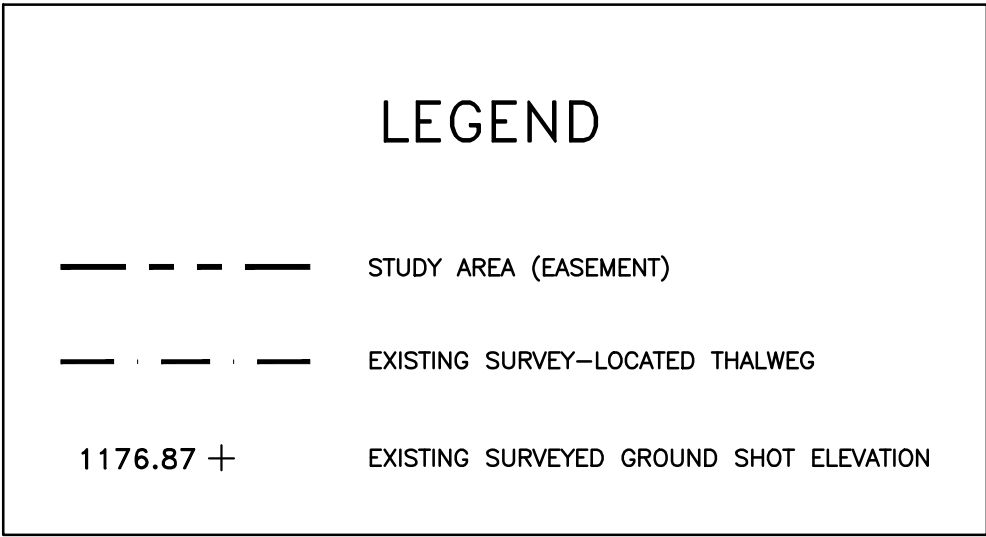 LEGEND
STUDY AREA (EASEMENT)
EXISTING SURVEY-LOCATED THALWEG
1176.87 + EXISTING SURVEYED GROUND SHOT ELEVATION